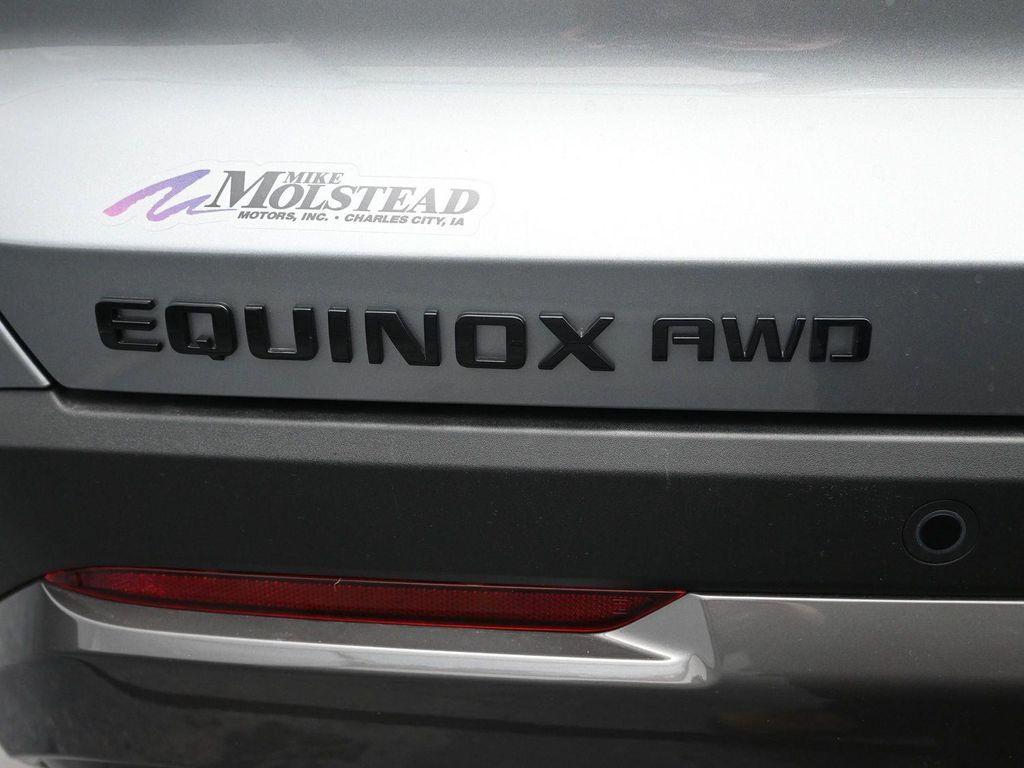 MIKE
MOLSTEAD
MOTORS, INC. • CHARLES CITY, IA
EQUINOX AWD